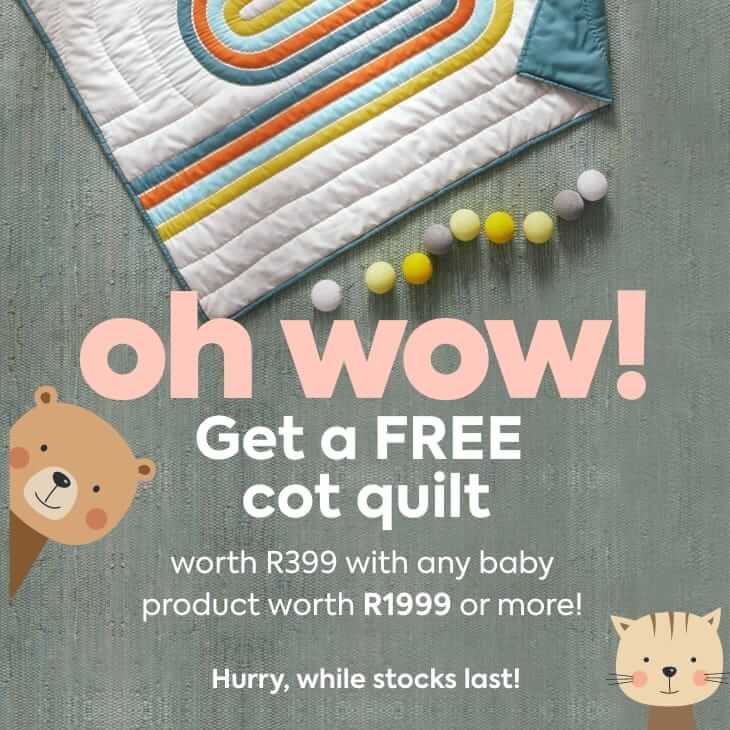 oh wow!
Get a FREE
cot quilt
worth R399 with any baby
product worth R1999 or more!
Hurry, while stocks last!